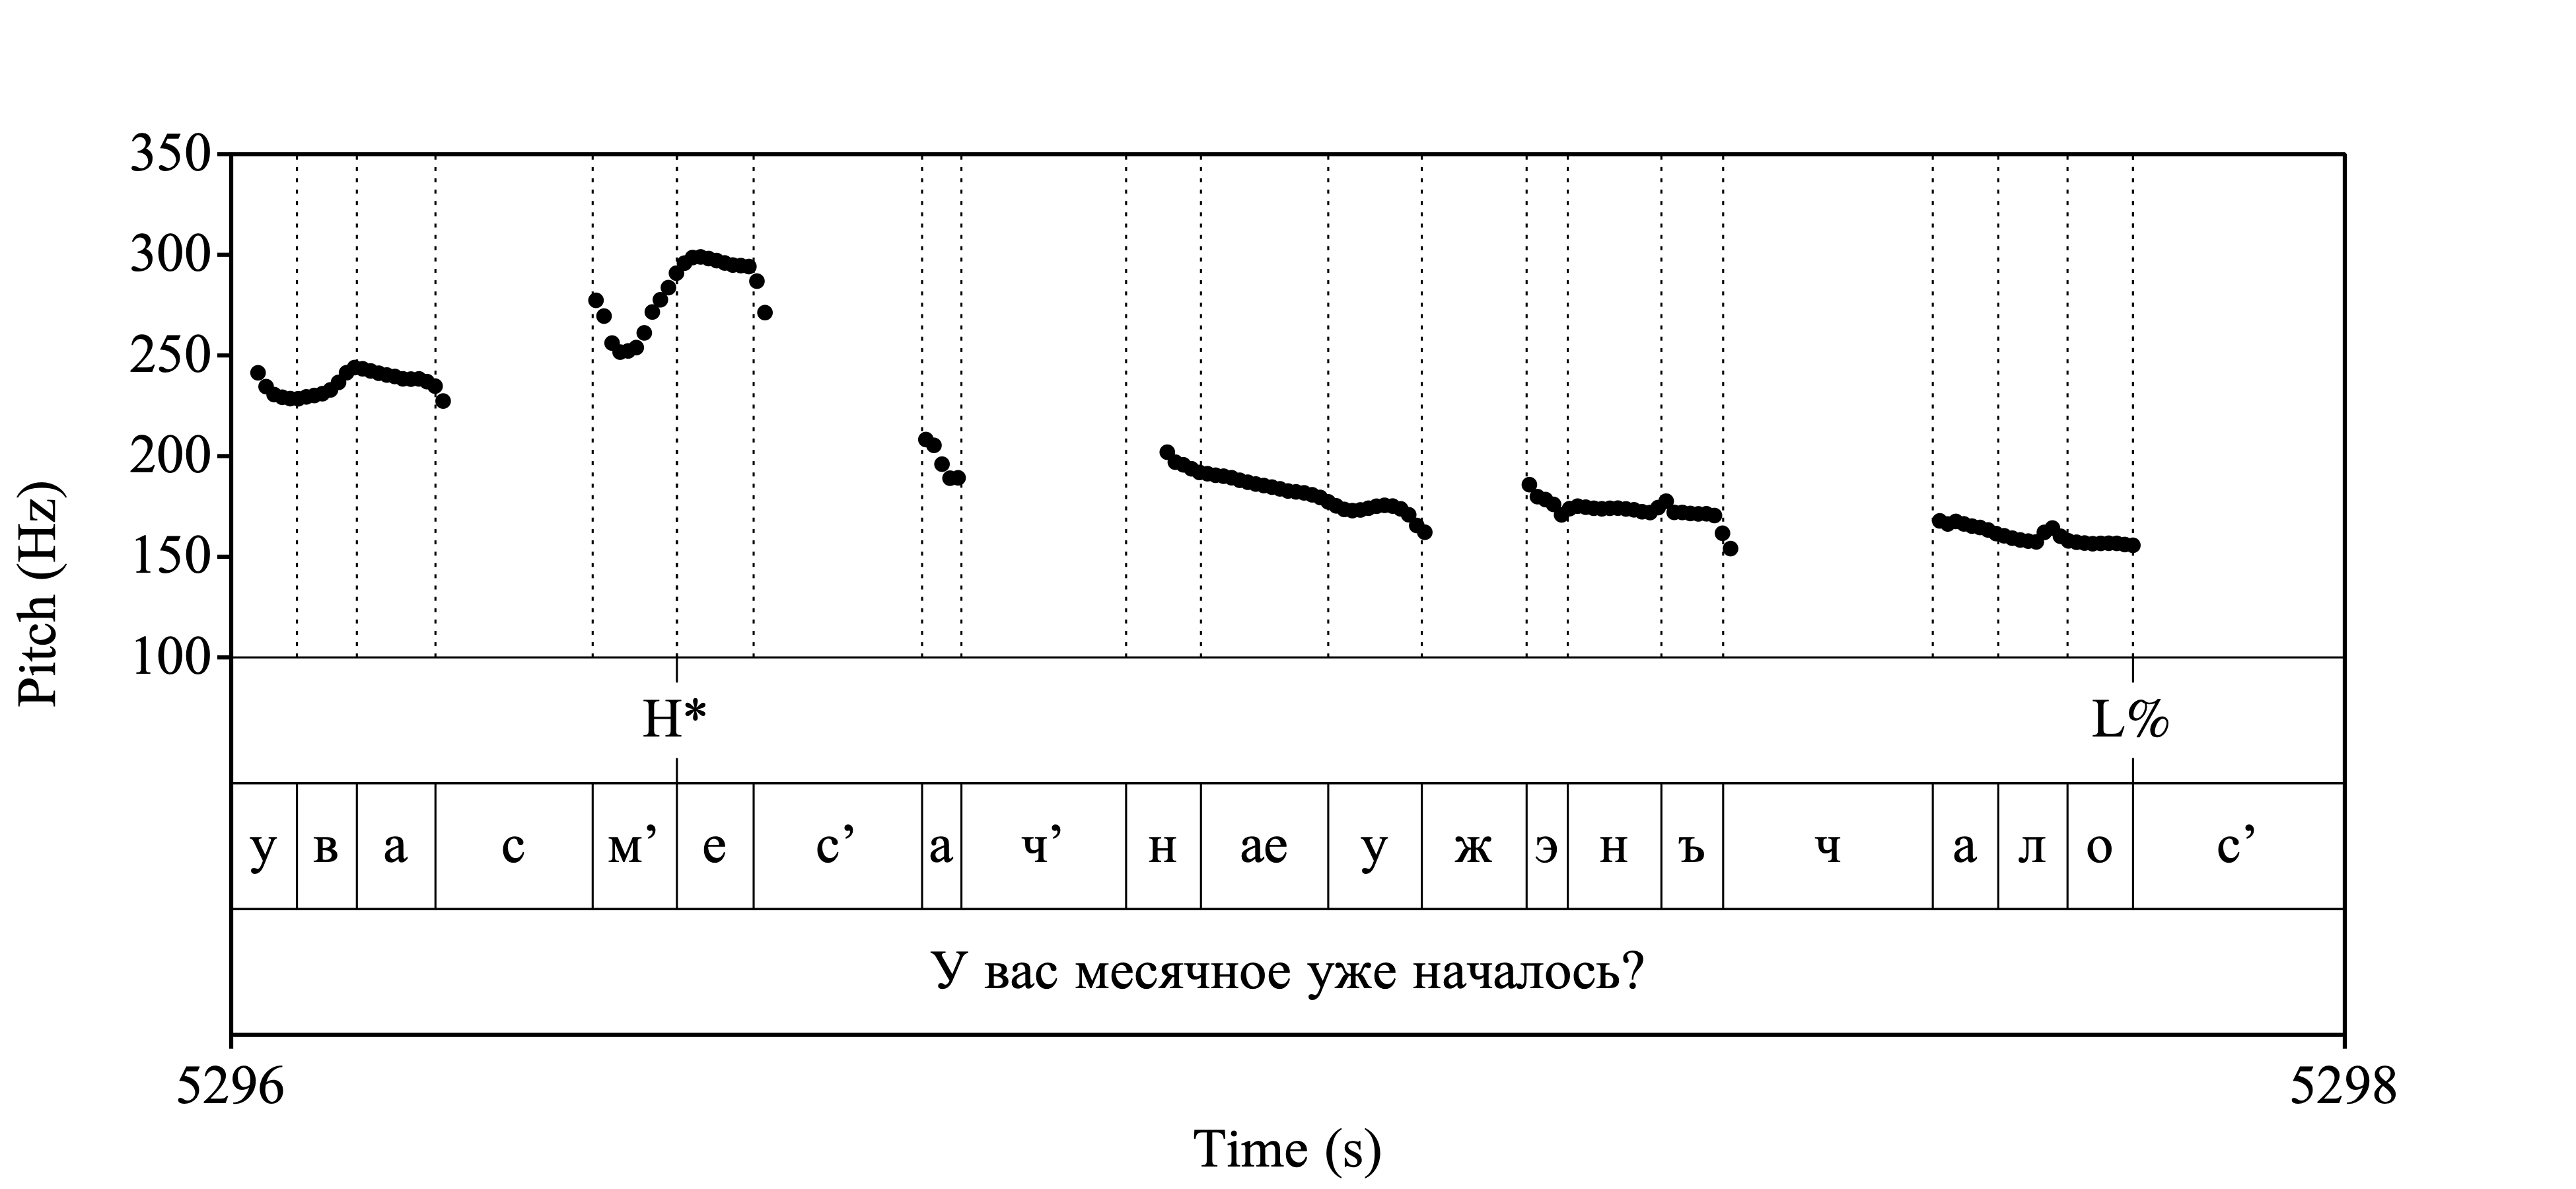 350
300
250
200
150
100
Pitch (Hz)
H* L%
у в а с м’ е с’ а ч’ н ае у ж э н ъ ч а л о с’
У вас месячное уже началось?
5296 5298
Time (s)